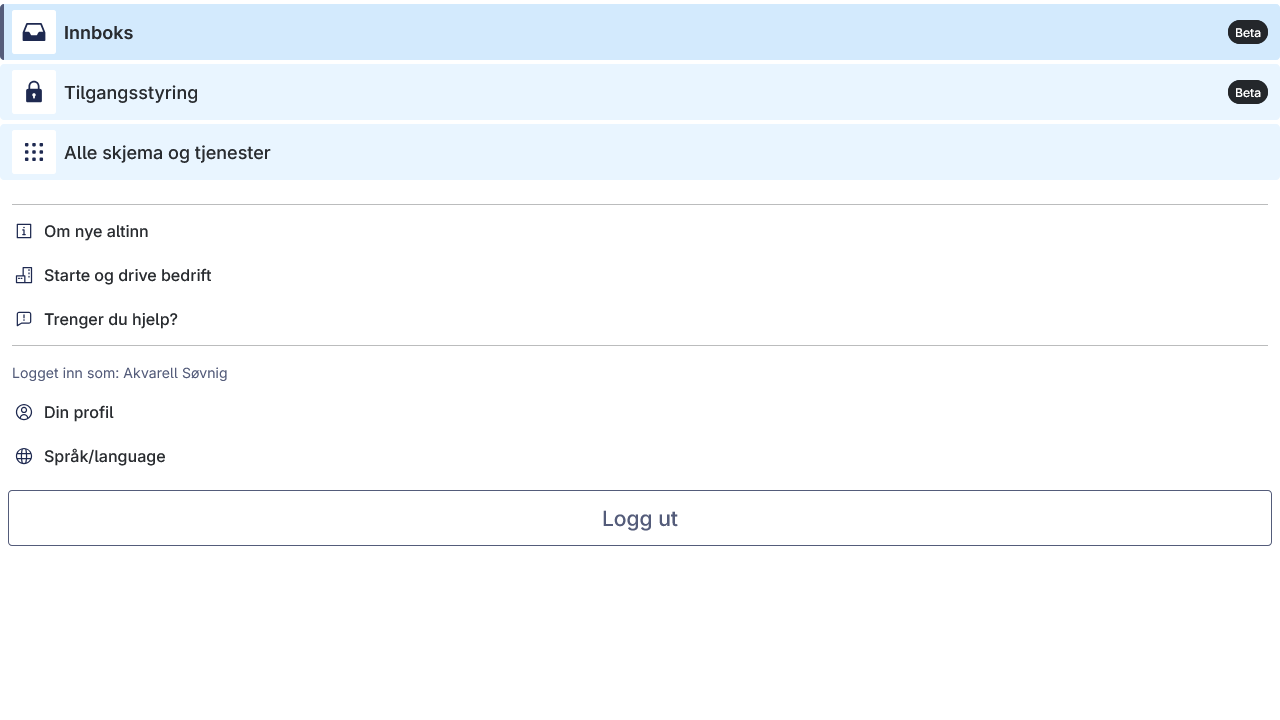 Innboks
Beta
Tilgangsstyring
Beta
Alle skjema og tjenester
Om nye altinn
Starte og drive bedrift
Trenger du hjelp?
Logget inn som: Akvarell Søvnig
Din profil
Språk/language
Logg ut